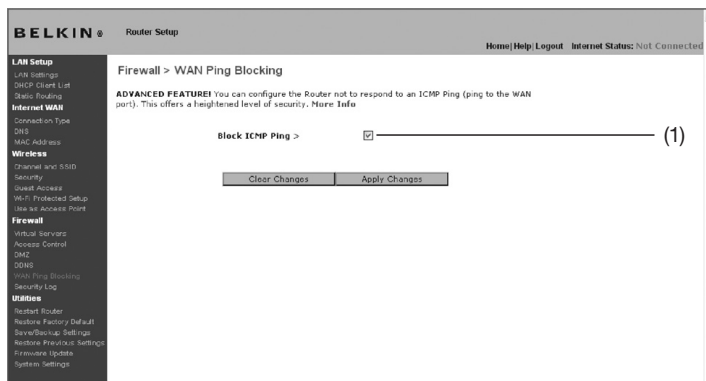 BELKIN®
Router Setup
Home|Help|Logout Internet Status: Not Connected
LAN Setup
LAN Settings
DHCP Client List
Static Routing
Internet WAN
Connection Type
DNS
MAC Address
Wireless
Channel and SSID
Security
Guest Access
Wi-Fi Protected Setup
Use as Access Point
Firewall
Virtual Servers
Access Control
DMZ
DDNS
WAN Ping Blocking
Security Log
Utilities
Restart Router
Restore Factory Default
Save/Backup Settings
Restore Previous Settings
Firmware Update
System Settings
Firewall > WAN Ping Blocking
ADVANCED FEATURE! You can configure the Router not to respond to an ICMP Ping (ping to the WAN
port). This offers a heightened level of security. More Info
Block ICMP Ping >
(1)
Clear Changes
Apply Changes